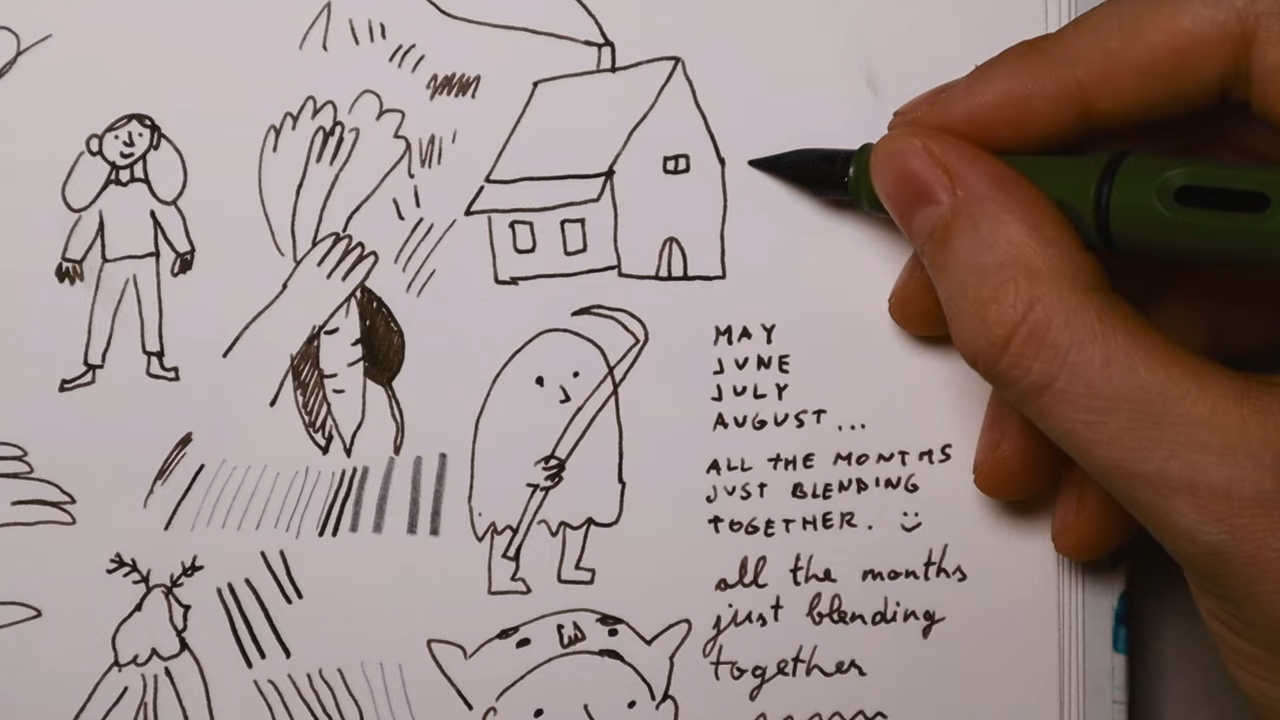 MAY
JUNE
JULY
AUGUST...
ALL THE MONTHS
JUST BLENDING
TOGETHER. :)
all the months
just blending
together